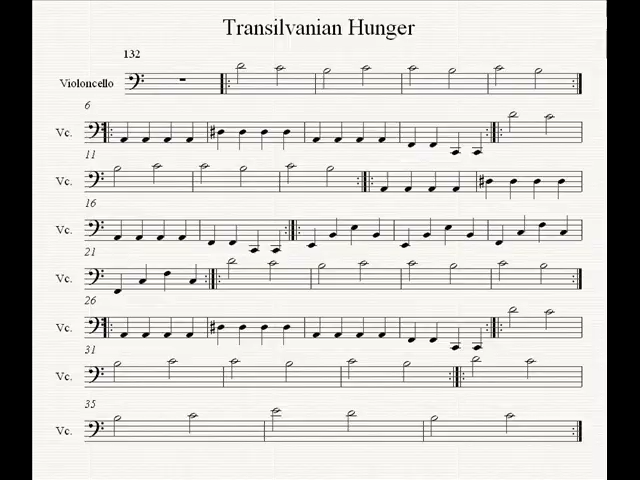 Transilvanian Hunger
132
Violoncello
6
Vc.
11
Vc.
16
Vc.
21
Vc.
26
Vc.
31
Vc.
35
Vc.